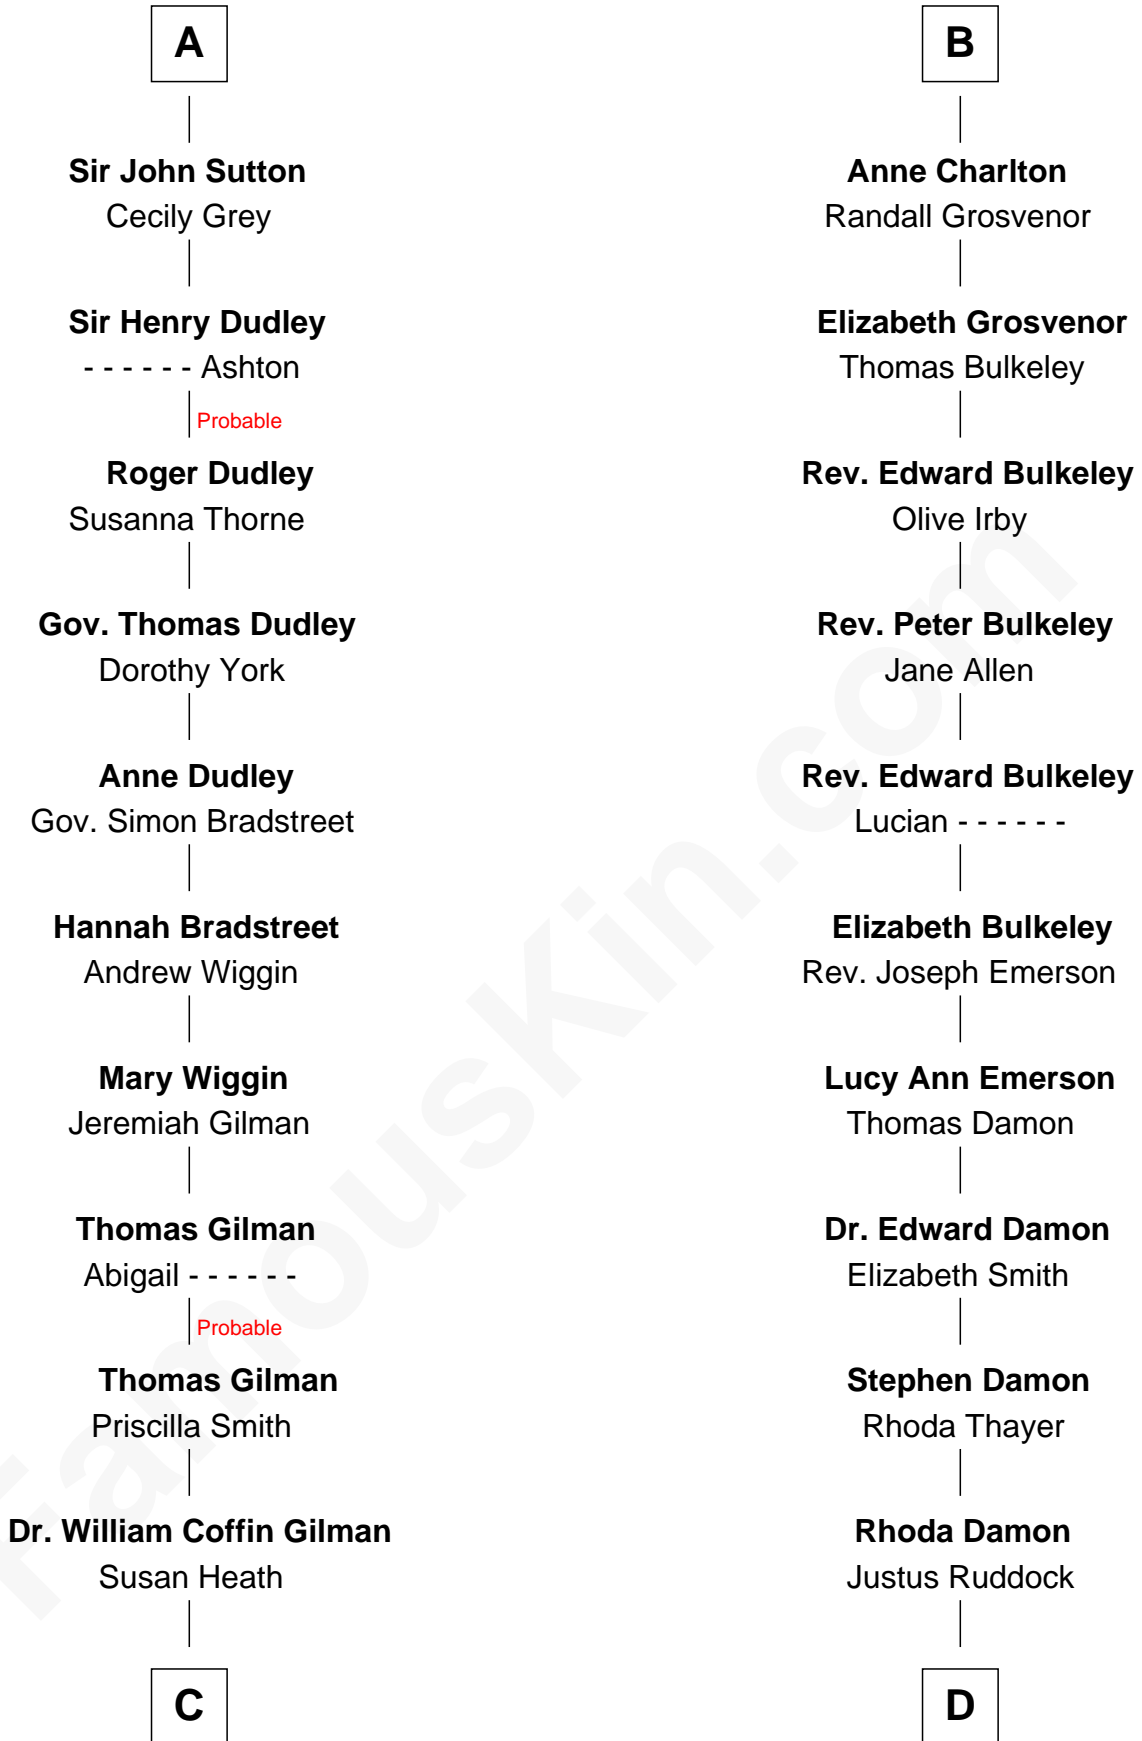 A
Sir John Sutton
Cecily Grey
Sir Henry Dudley
- - - - - - Ashton
Probable
Roger Dudley
Susanna Thorne
Gov. Thomas Dudley
Dorothy York
Anne Dudley
Gov. Simon Bradstreet
Hannah Bradstreet
Andrew Wiggin
Mary Wiggin
Jeremiah Gilman
Thomas Gilman
Abigail - - - - - -
Probable
Thomas Gilman
Priscilla Smith
Dr. William Coffin Gilman
Susan Heath
C
B
Anne Charlton
Randall Grosvenor
Elizabeth Grosvenor
Thomas Bulkeley
Rev. Edward Bulkeley
Olive Irby
Rev. Peter Bulkeley
Jane Allen
Rev. Edward Bulkeley
Lucian - - - - - -
Elizabeth Bulkeley
Rev. Joseph Emerson
Lucy Ann Emerson
Thomas Damon
Dr. Edward Damon
Elizabeth Smith
Stephen Damon
Rhoda Thayer
Rhoda Damon
Justus Ruddock
D
FamousKin.com